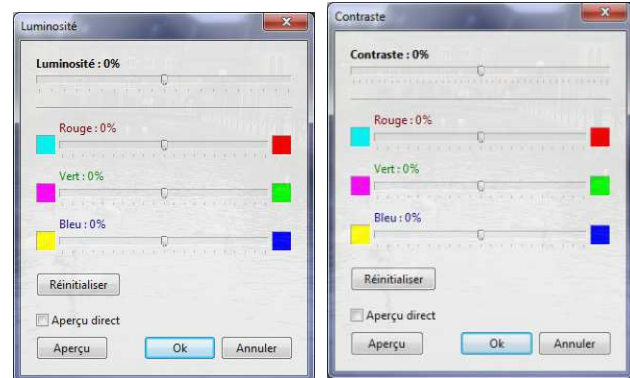 Luminosité
Luminosité : 0%
Rouge : 0%
Vert : 0%
Bleu : 0%
Réinitialiser
Aperçu direct
Aperçu
Ok
Annuler
Contraste
Contraste : 0%
Rouge : 0%
Vert : 0%
Bleu : 0%
Réinitialiser
Aperçu direct
Aperçu
Ok
Annuler